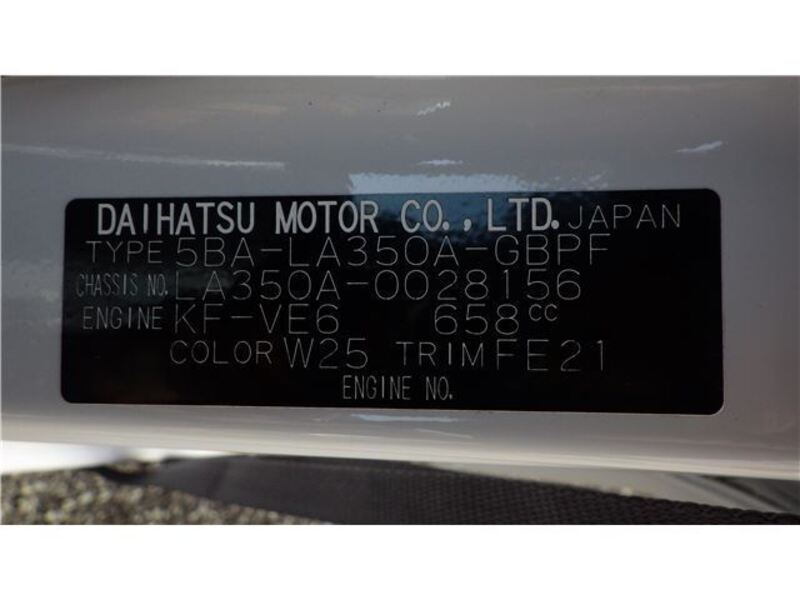 DAIHATSU MOTOR CO., LTD. JAPAN
TYPE 5BA-LA350A-GBPF
CHASSIS NO. LA350A-0028156
ENGINE KF-VE6 658cc
COLOR W25 TRIM FE21
ENGINE NO.